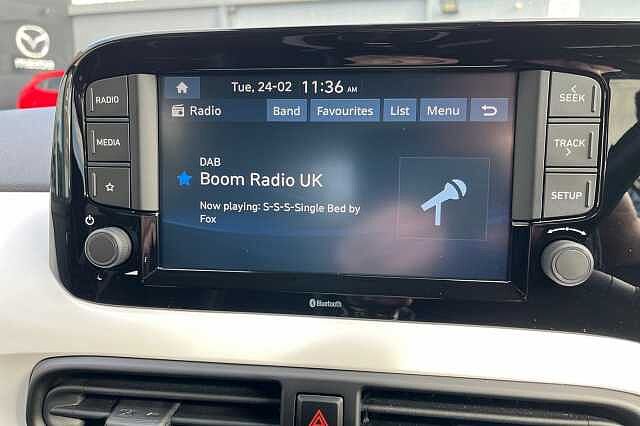 mazda
Tue, 24-02 11:36 AM
RADIO
Radio Band Favourites List Menu
< SEEK
MEDIA
TRACK >
DAB
Boom Radio UK
Now playing: S-S-S-Single Bed by
Fox
SETUP
Bluetooth